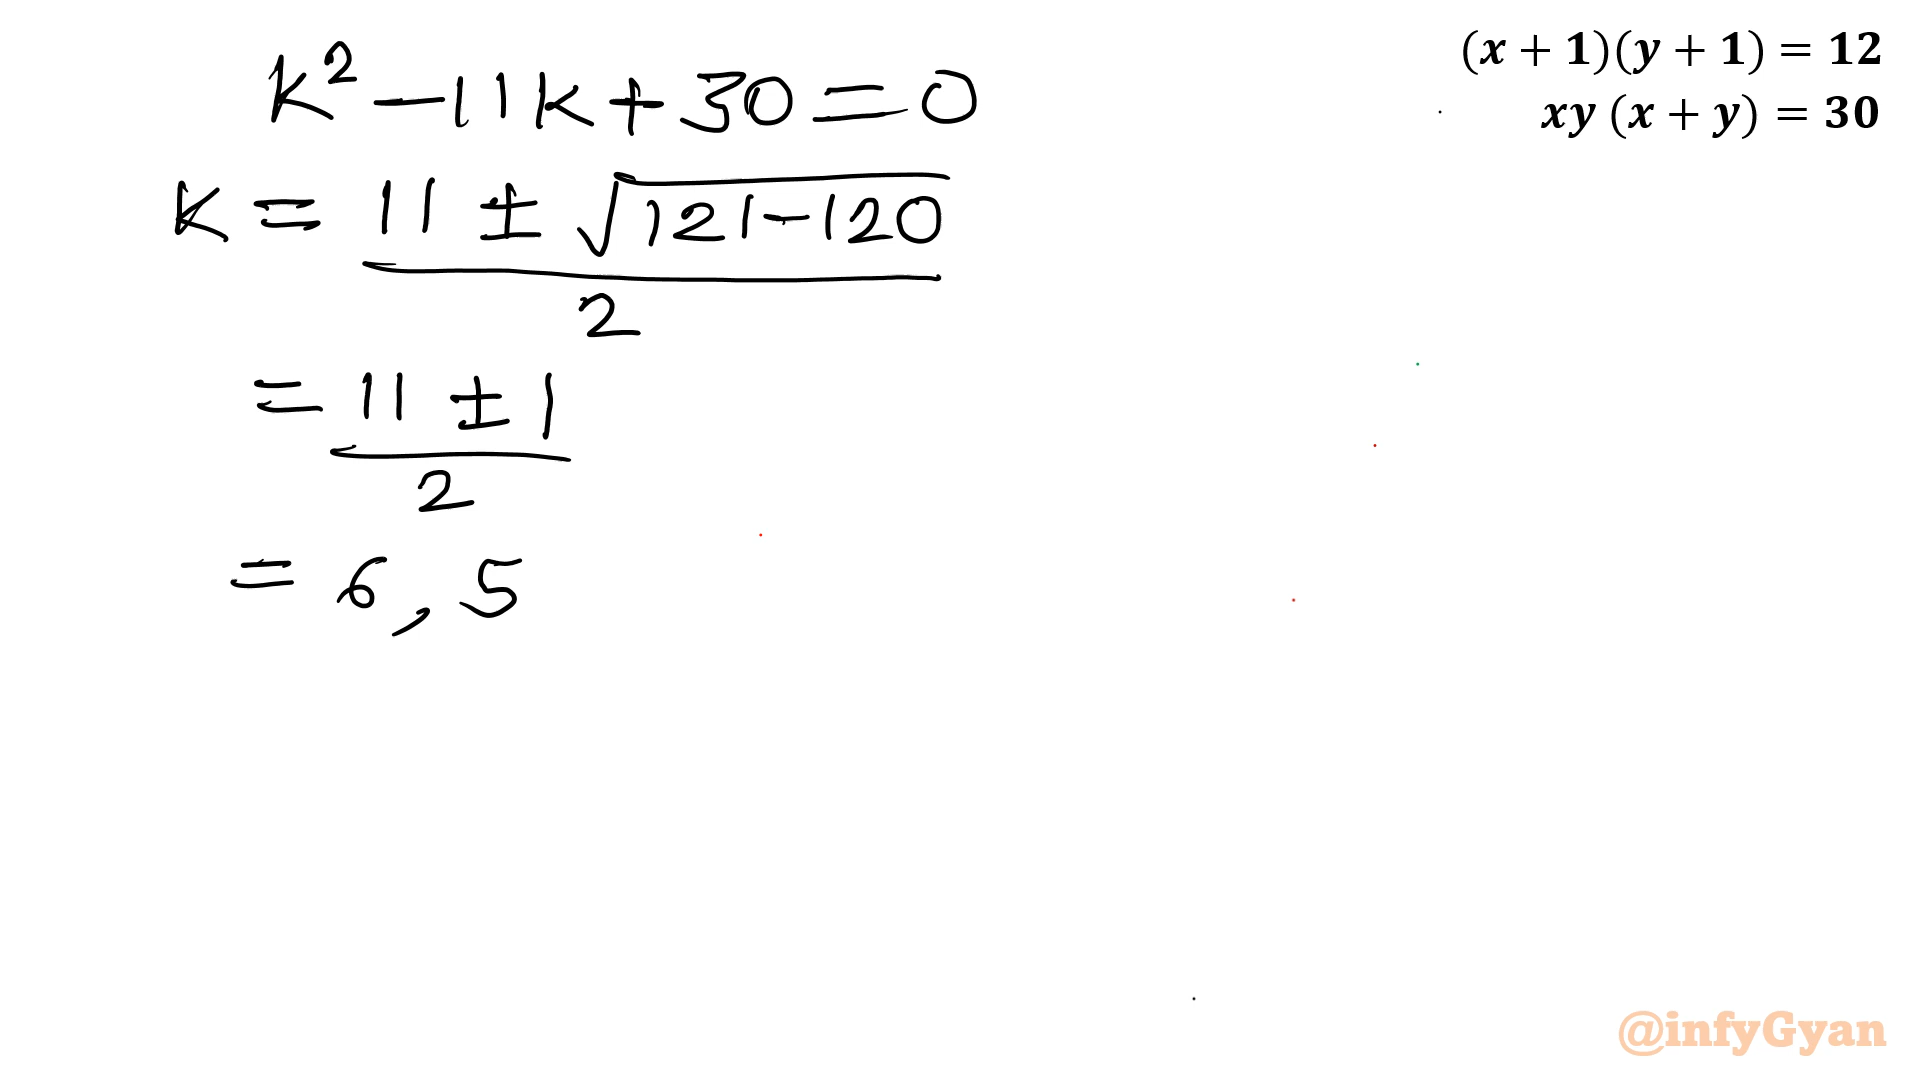 (x + 1)(y + 1) = 12
xy (x + y) = 30
K² - 11K + 30 = 0
K = 11 ± √121-120
2
= 11 ± 1
2
= 6, 5
@infyGyan